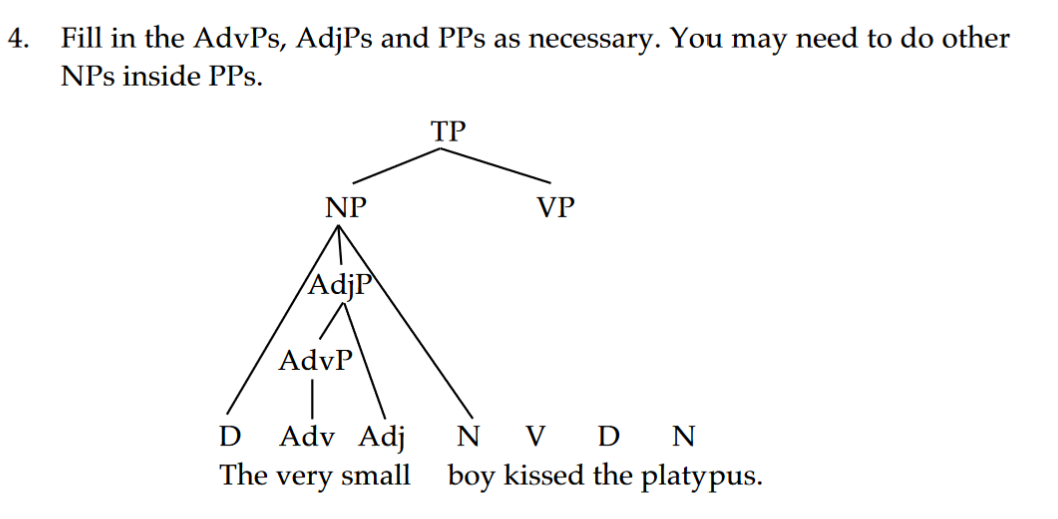 4. Fill in the AdvPs, AdjPs and PPs as necessary. You may need to do other
NPs inside PPs.
TP
NP VP
AdjP
AdvP
D Adv Adj N V D N
The very small boy kissed the platypus.